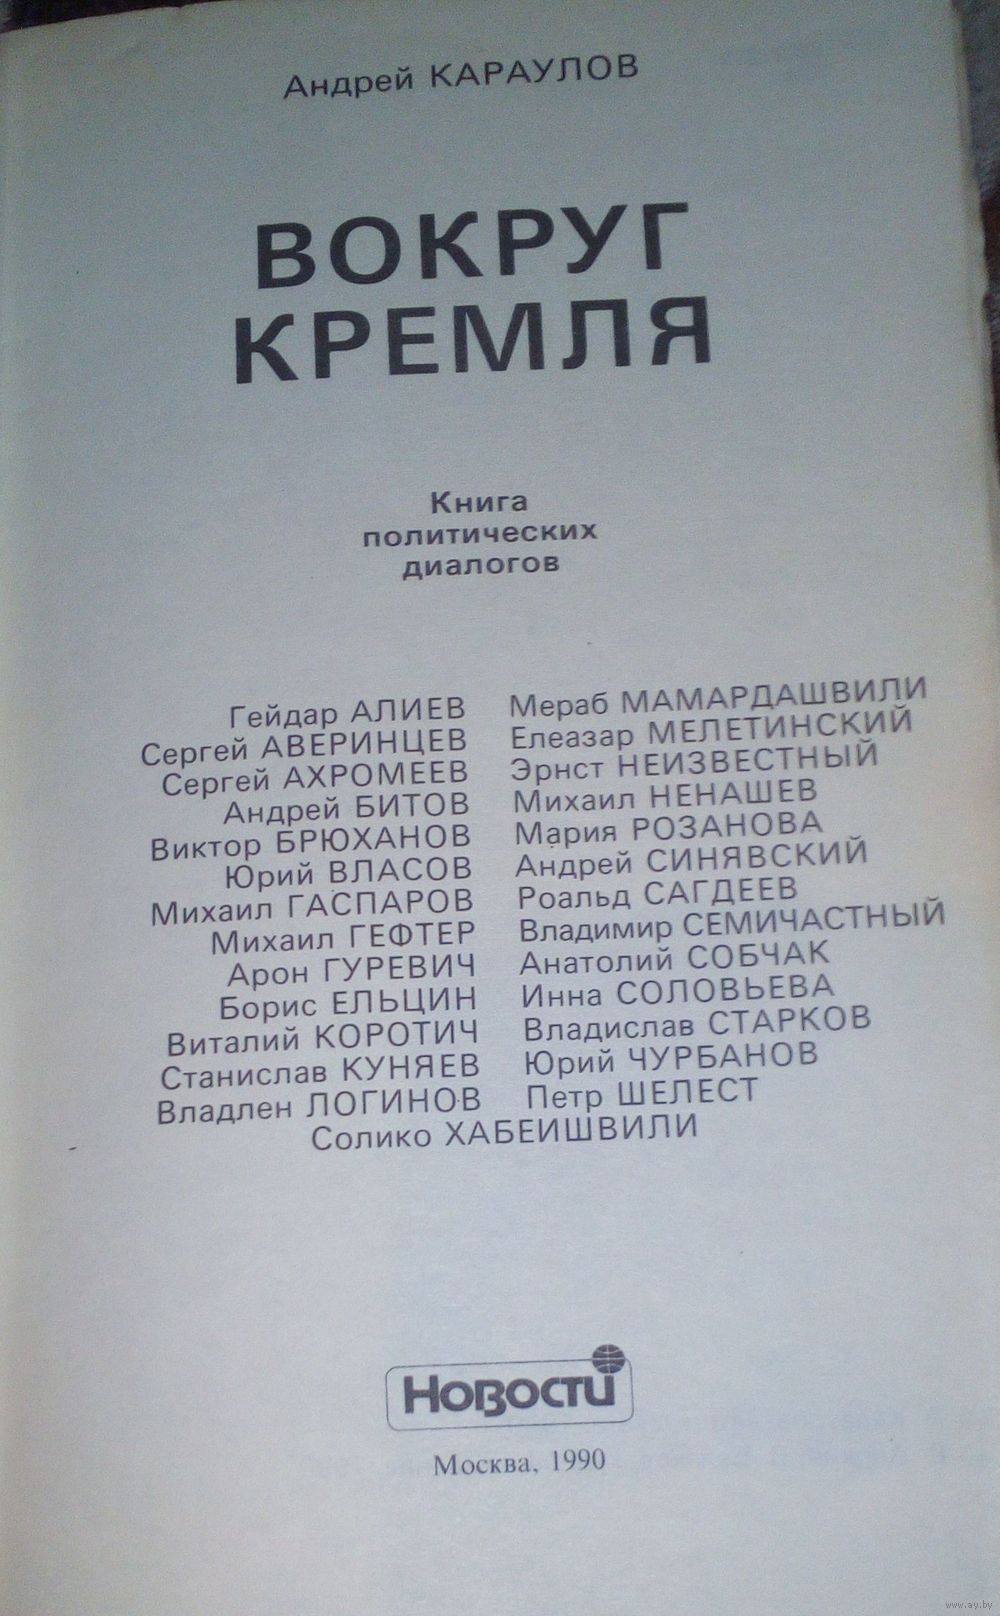 Андрей КАРАУЛОВ
ВОКРУГ
КРЕМЛЯ
Книга
политических
диалогов
Гейдар АЛИЕВ
Сергей АВЕРИНЦЕВ
Сергей АХРОМЕЕВ
Андрей БИТОВ
Виктор БРЮХАНОВ
Юрий ВЛАСОВ
Михаил ГАСПАРОВ
Михаил ГЕФТЕР
Арон ГУРЕВИЧ
Борис ЕЛЬЦИН
Виталий КОРОТИЧ
Станислав КУНЯЕВ
Владлен ЛОГИНОВ
Мераб МАМАРДАШВИЛИ
Елеазар МЕЛЕТИНСКИЙ
Эрнст НЕИЗВЕСТНЫЙ
Михаил НЕНАШЕВ
Мария РОЗАНОВА
Андрей СИНЯВСКИЙ
Роальд САГДЕЕВ
Владимир СЕМИЧАСТНЫЙ
Анатолий СОБЧАК
Инна СОЛОВЬЕВА
Владислав СТАРКОВ
Юрий ЧУРБАНОВ
Петр ШЕЛЕСТ
Солико ХАБЕИШВИЛИ
Новости
Москва, 1990
www.ay.by